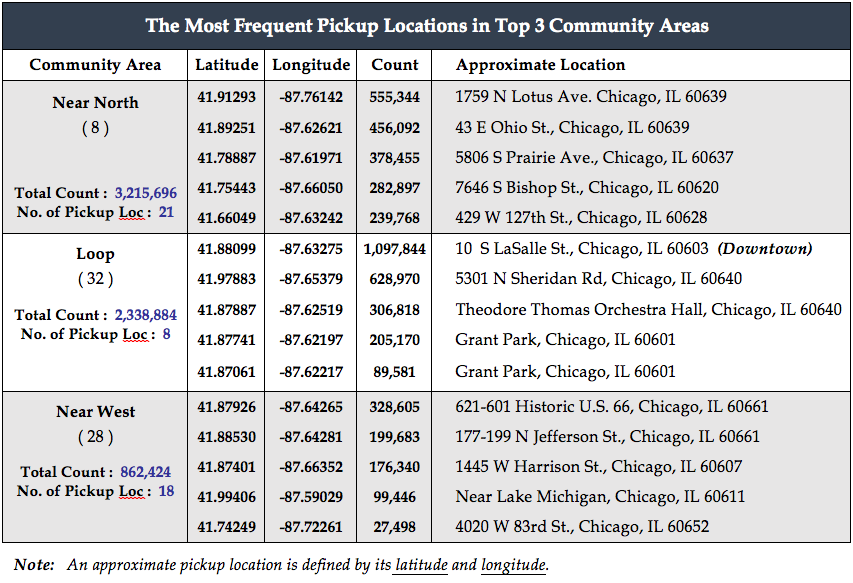 The Most Frequent Pickup Locations in Top 3 Community Areas
Community Area Latitude Longitude Count Approximate Location
Near North
( 8 )
Total Count : 3,215,696
No. of Pickup Loc : 21
41.91293 -87.76142 555,344 1759 N Lotus Ave. Chicago, IL 60639
41.89251 -87.62621 456,092 43 E Ohio St., Chicago, IL 60639
41.78887 -87.61971 378,455 5806 S Prairie Ave., Chicago, IL 60637
41.75443 -87.66050 282,897 7646 S Bishop St., Chicago, IL 60620
41.66049 -87.63242 239,768 429 W 127th St., Chicago, IL 60628
Loop
( 32 )
Total Count : 2,338,884
No. of Pickup Loc : 8
41.88099 -87.63275 1,097,844 10 S LaSalle St., Chicago, IL 60603 (Downtown)
41.97883 -87.65379 628,970 5301 N Sheridan Rd, Chicago, IL 60640
41.87887 -87.62519 306,818 Theodore Thomas Orchestra Hall, Chicago, IL 60640
41.87741 -87.62197 205,170 Grant Park, Chicago, IL 60601
41.87061 -87.62217 89,581 Grant Park, Chicago, IL 60601
Near West
( 28 )
Total Count : 862,424
No. of Pickup Loc : 18
41.87926 -87.64265 328,605 621-601 Historic U.S. 66, Chicago, IL 60661
41.88530 -87.64281 199,683 177-199 N Jefferson St., Chicago, IL 60661
41.87401 -87.66352 176,340 1445 W Harrison St., Chicago, IL 60607
41.99406 -87.59029 99,446 Near Lake Michigan, Chicago, IL 60611
41.74249 -87.72261 27,498 4020 W 83rd St., Chicago, IL 60652
Note: An approximate pickup location is defined by its latitude and longitude.